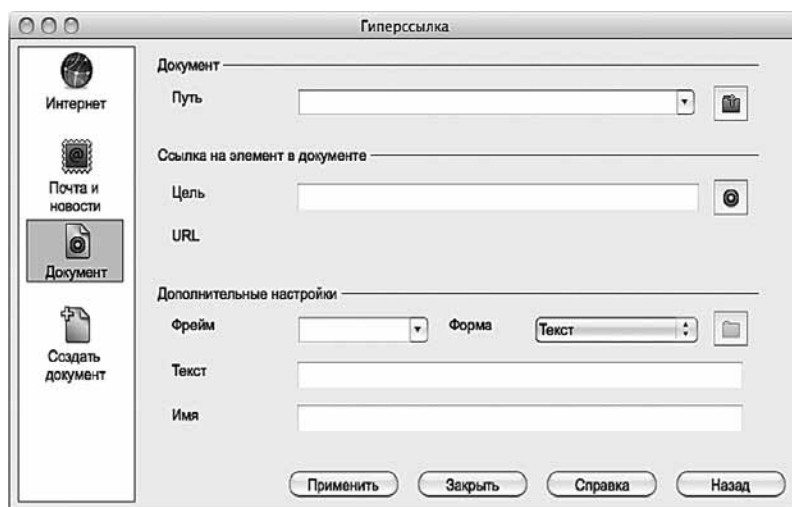 Гиперссылка
Интернет
Почта и
новости
Документ
Создать
документ
Документ
Путь
Ссылка на элемент в документе
Цель
URL
Дополнительные настройки
Фрейм
Форма
Текст
Текст
Имя
Применить
Закрыть
Справка
Назад